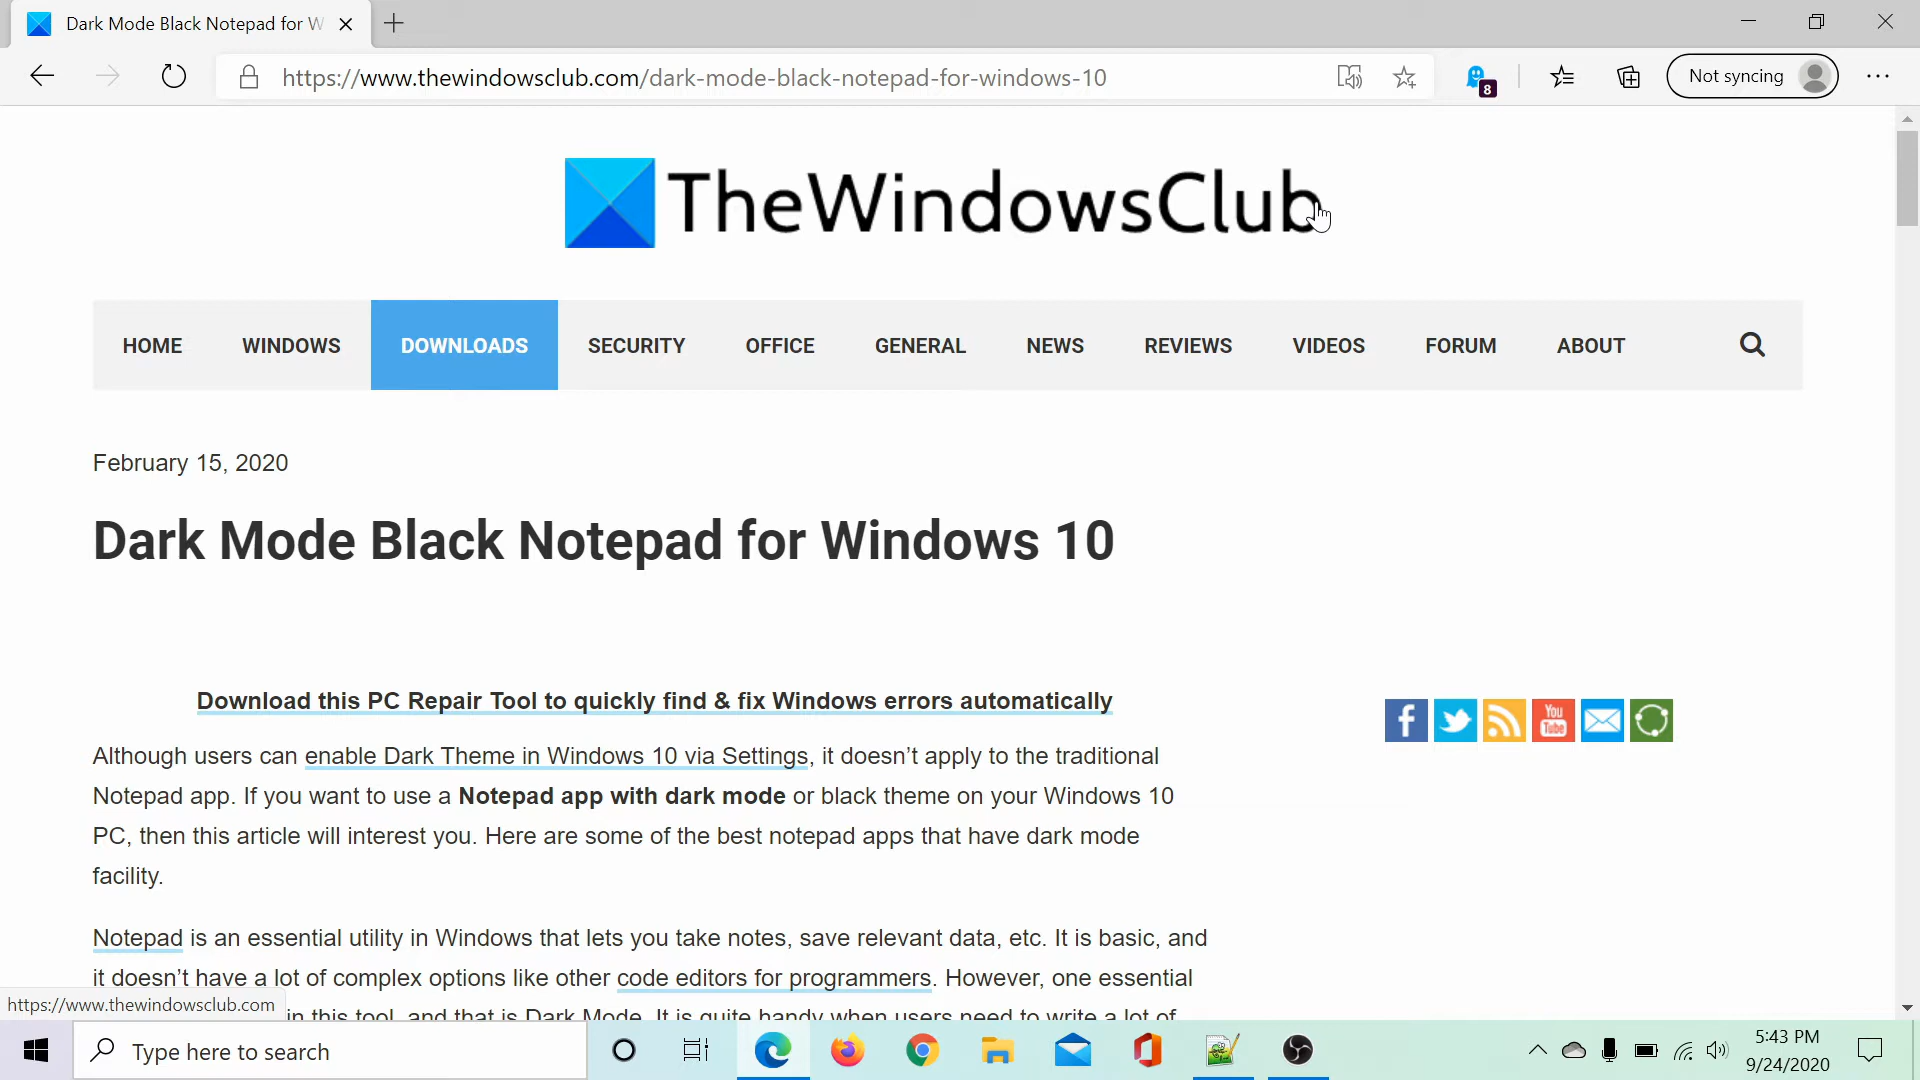 Dark Mode Black Notepad for W
https://www.thewindowsclub.com/dark-mode-black-notepad-for-windows-10
8
Not syncing
TheWindowsClub
HOME WINDOWS DOWNLOADS SECURITY OFFICE GENERAL NEWS REVIEWS VIDEOS FORUM ABOUT
February 15, 2020
Dark Mode Black Notepad for Windows 10
Download this PC Repair Tool to quickly find & fix Windows errors automatically
You
Tube
Although users can enable Dark Theme in Windows 10 via Settings, it doesn’t apply to the traditional
Notepad app. If you want to use a Notepad app with dark mode or black theme on your Windows 10
PC, then this article will interest you. Here are some of the best notepad apps that have dark mode
facility.
Notepad is an essential utility in Windows that lets you take notes, save relevant data, etc. It is basic, and
it doesn’t have a lot of complex options like other code editors for programmers. However, one essential
https://www.thewindowsclub.com
in this tool, and that is Dark Mode. It is quite handy when users need to write a lot of
Type here to search
5:43 PM
9/24/2020